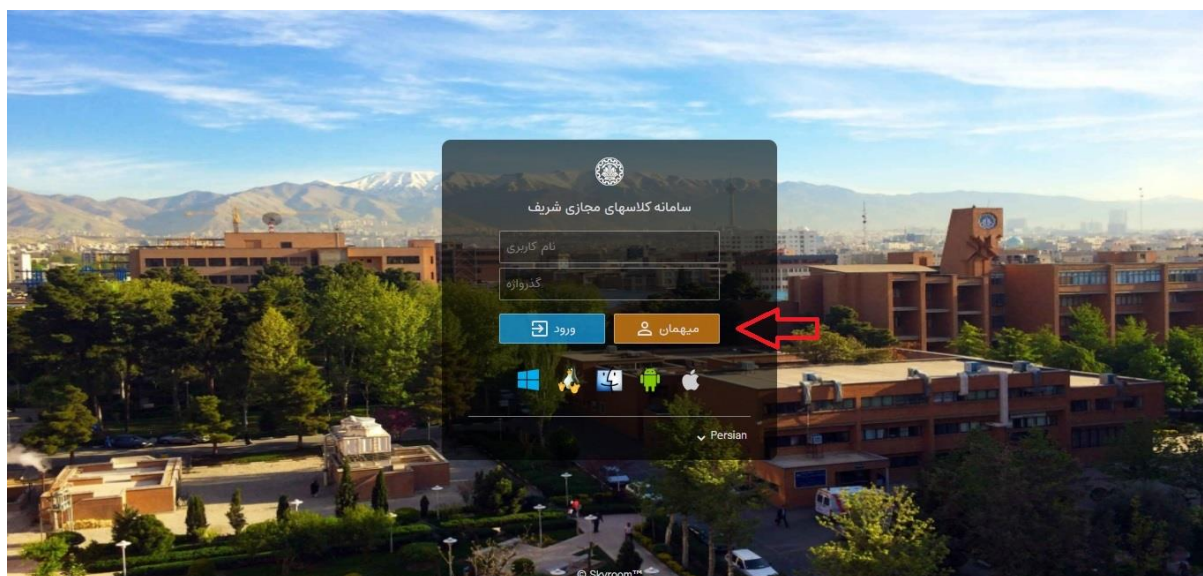 سامانه کلاسهای مجازی شریف
نام کاربری
گذرواژه
میهمان ورود
Persian
© Skyroom™